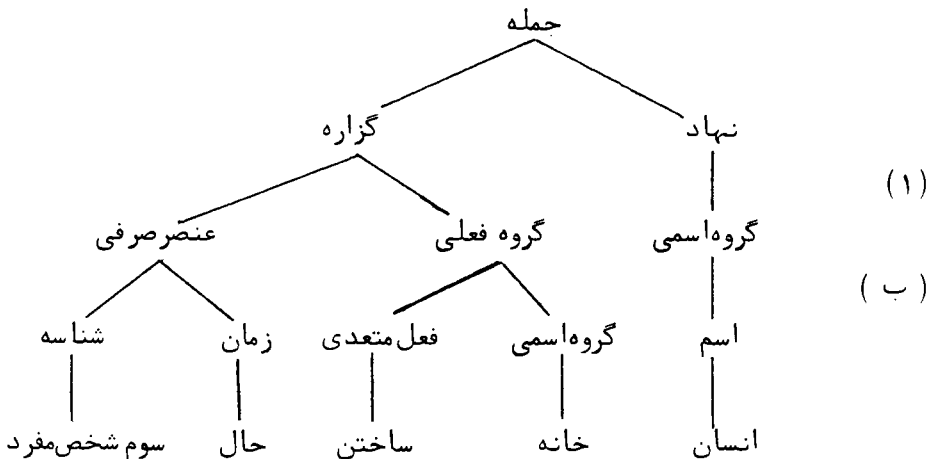 جمله
نهاد گزاره
(۱)
گروه‌اسمی گروه فعلی عنصرصرفی
(ب)
اسم گروه‌اسمی فعل‌متعدی زمان شناسه
انسان خانه ساختن حال سوم شخص‌مفرد